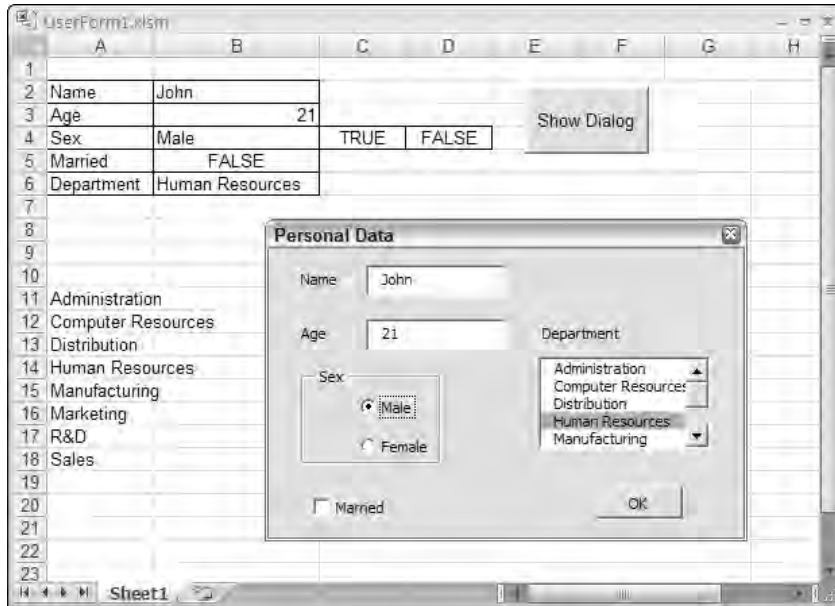 UserForm1.xlsm
A B C D E F G H
1
2 Name John
3 Age 21 Show Dialog
4 Sex Male TRUE FALSE
5 Married FALSE
6 Department Human Resources
7
8 Personal Data
9
10 Name John
11 Administration
12 Computer Resources
13 Distribution Age 21 Department
14 Human Resources Administration
15 Manufacturing Sex Computer Resources
16 Marketing Male Distribution
17 R&D Human Resources
18 Sales Female Manufacturing
19
20 Married OK
21
22
23
Sheet1